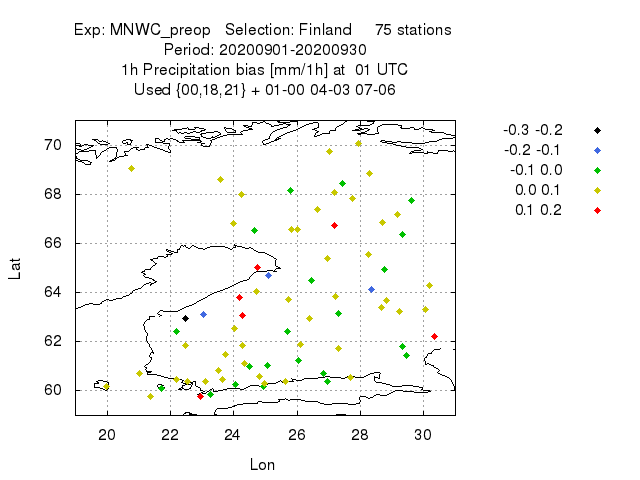 Exp: MNWC_preop Selection: Finland 75 stations
Period: 20200901-20200930
1h Precipitation bias [mm/1h] at 01 UTC
Used {00,18,21} + 01-00 04-03 07-06
-0.3 -0.2
-0.2 -0.1
-0.1 0.0
0.0 0.1
0.1 0.2
70
68
66
64
62
60
Lat
20 22 24 26 28 30
Lon